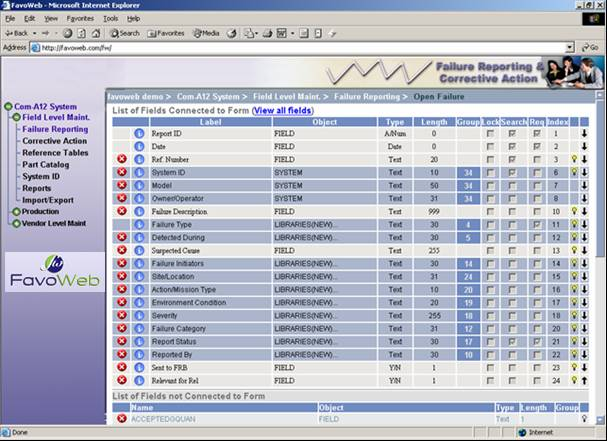 FavoWeb - Microsoft Internet Explorer
File Edit View Favorites Tools Help
Back Search Favorites Media
Address http://favoweb.com/fw/ Go
Failure Reporting &
Corrective Action
favoweb demo > Com-A12 System > Field Level Maint. > Failure Reporting > Open Failure
Com-A12 System
Field Level Maint.
Failure Reporting
Corrective Action
Reference Tables
Part Catalog
System ID
Reports
Import/Export
Production
Vendor Level Maint
FavoWeb
List of Fields Connected to Form (View all fields)
Label Object Type Length Group Lock Search Req Index
Report ID FIELD A/Num 0 1
Date FIELD Date 0 2
Ref. Number FIELD Text 20 3
System ID SYSTEM Text 10 34 6
Model SYSTEM Text 50 34 7
Owner/Operator SYSTEM Text 31 34 8
Failure Description FIELD Text 999 10
Failure Type LIBRARIES(NEW)... Text 30 4 11
Detected During LIBRARIES(NEW)... Text 30 5 12
Suspected Cause FIELD Text 255 13
Failure Initiators LIBRARIES(NEW)... Text 30 14 14
Site/Location LIBRARIES(NEW)... Text 31 24 15
Action/Mission Type LIBRARIES(NEW)... Text 10 20 16
Environment Condition LIBRARIES(NEW)... Text 20 19 17
Severity LIBRARIES(NEW)... Text 255 18 18
Failure Category LIBRARIES(NEW)... Text 31 12 20
Report Status LIBRARIES(NEW)... Text 30 17 21
Reported By LIBRARIES(NEW)... Text 30 10 22
Sent to FRB FIELD Y/N 1 23
Relevant for Rel FIELD Y/N 1 24
List of Fields not Connected to Form
Name Object Type Length Group
ACCEPTEDQUAN FIELD Text 1
Done Internet